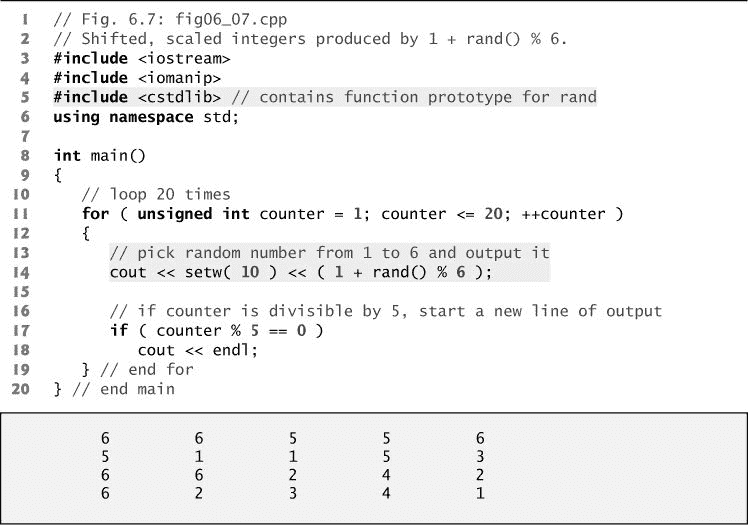 1 // Fig. 6.7: fig06_07.cpp
2 // Shifted, scaled integers produced by 1 + rand() % 6.
3 #include <iostream>
4 #include <iomanip>
5 #include <cstdlib> // contains function prototype for rand
6 using namespace std;
7
8 int main()
9 {
10 // loop 20 times
11 for ( unsigned int counter = 1; counter <= 20; ++counter )
12 {
13 // pick random number from 1 to 6 and output it
14 cout << setw( 10 ) << ( 1 + rand() % 6 );
15
16 // if counter is divisible by 5, start a new line of output
17 if ( counter % 5 == 0 )
18 cout << endl;
19 } // end for
20 } // end main
6 6 5 5 6
5 1 1 5 3
6 6 2 4 2
6 2 3 4 1